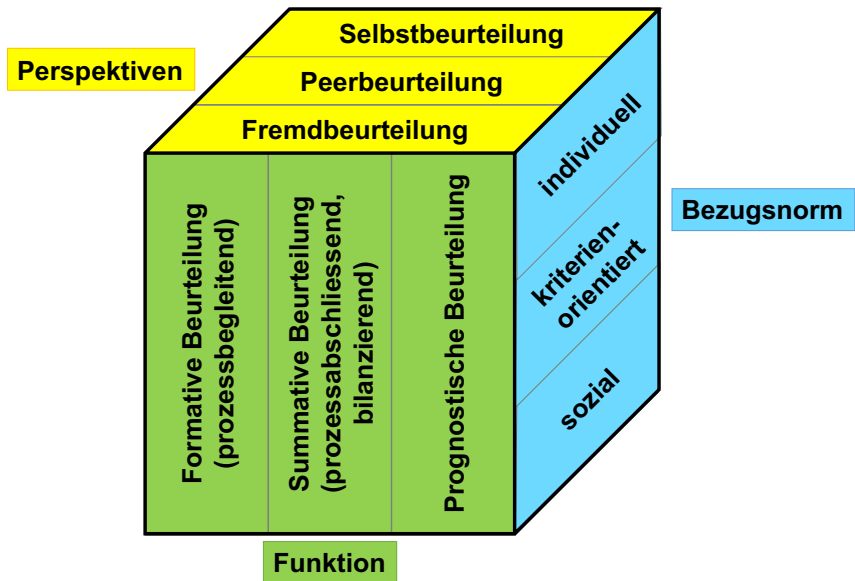 Selbstbeurteilung
Perspektiven
Peerbeurteilung
Fremdbeurteilung
individuell
Bezugsnorm
kriterien-
orientiert
sozial
Formative Beurteilung
(prozessbegleitend)
Summative Beurteilung
(prozessabschliessend,
bilanzierend)
Prognostische Beurteilung
Funktion